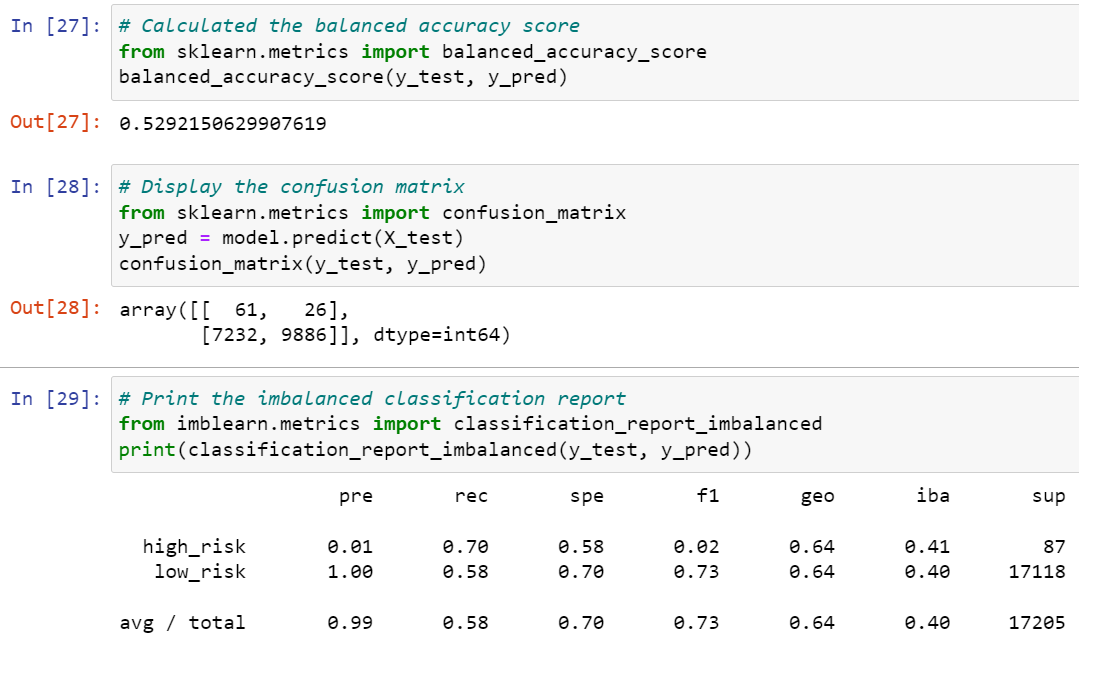 In [27]: # Calculated the balanced accuracy score
from sklearn.metrics import balanced_accuracy_score
balanced_accuracy_score(y_test, y_pred)
Out[27]: 0.5292150629907619
In [28]: # Display the confusion matrix
from sklearn.metrics import confusion_matrix
y_pred = model.predict(X_test)
confusion_matrix(y_test, y_pred)
Out[28]: array([[  61,   26],
       [7232, 9886]], dtype=int64)
In [29]: # Print the imbalanced classification report
from imblearn.metrics import classification_report_imbalanced
print(classification_report_imbalanced(y_test, y_pred))
pre rec spe f1 geo iba sup
high_risk 0.01 0.70 0.58 0.02 0.64 0.41 87
low_risk 1.00 0.58 0.70 0.73 0.64 0.40 17118
avg / total 0.99 0.58 0.70 0.73 0.64 0.40 17205